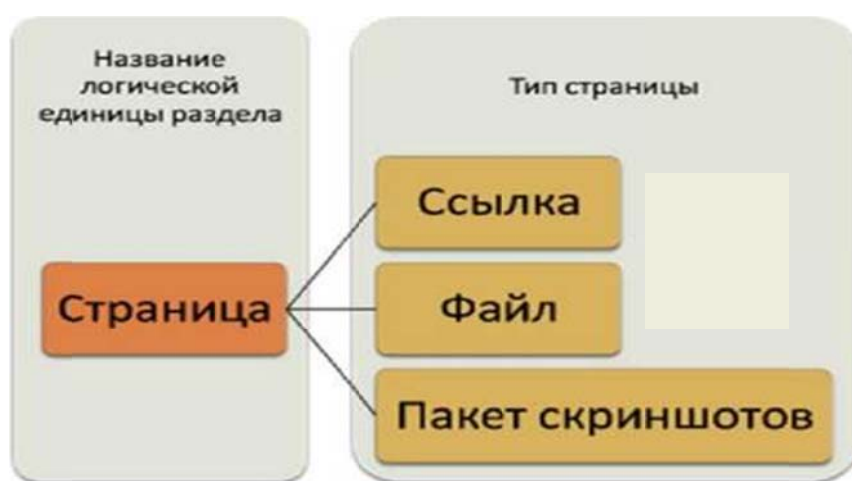 Название
логической
единицы раздела
Страница
Тип страницы
Ссылка
Файл
Пакет скриншотов